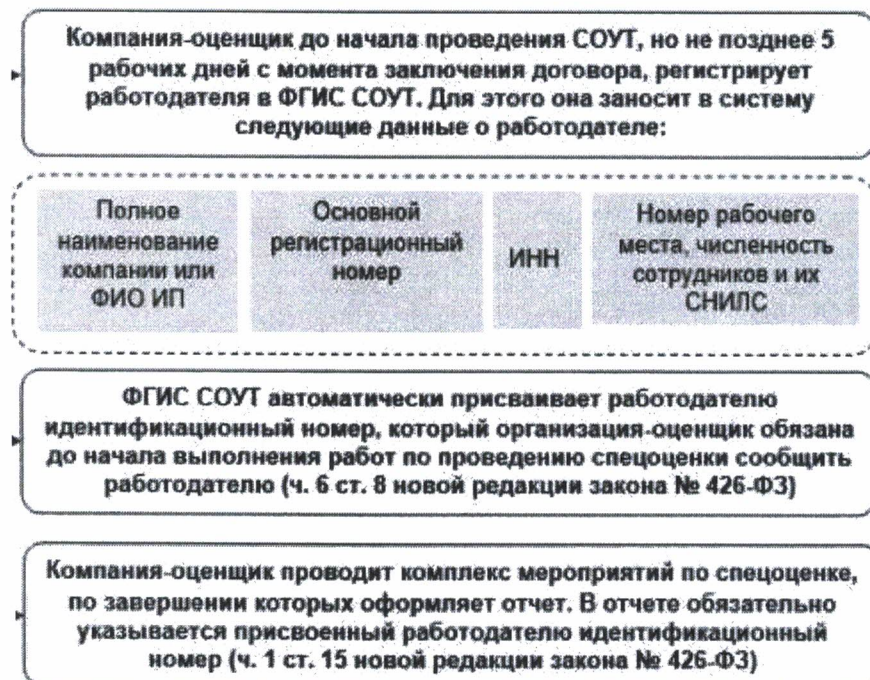 Компания-оценщик до начала проведения СОУТ, но не позднее 5
рабочих дней с момента заключения договора, регистрирует
работодателя в ФГИС СОУТ. Для этого она заносит в систему
следующие данные о работодателе:
Полное
наименование
компании или
ФИО ИП
Основной
регистрационный
номер
ИНН
Номер рабочего
места, численность
сотрудников и их
СНИЛС
ФГИС СОУТ автоматически присваивает работодателю
идентификационный номер, который организация-оценщик обязана
до начала выполнения работ по проведению спецоценки сообщить
работодателю (ч. 6 ст. 8 новой редакции закона № 426-ФЗ)
Компания-оценщик проводит комплекс мероприятий по спецоценке,
по завершении которых оформляет отчет. В отчете обязательно
указывается присвоенный работодателю идентификационный
номер (ч. 1 ст. 15 новой редакции закона № 426-ФЗ)